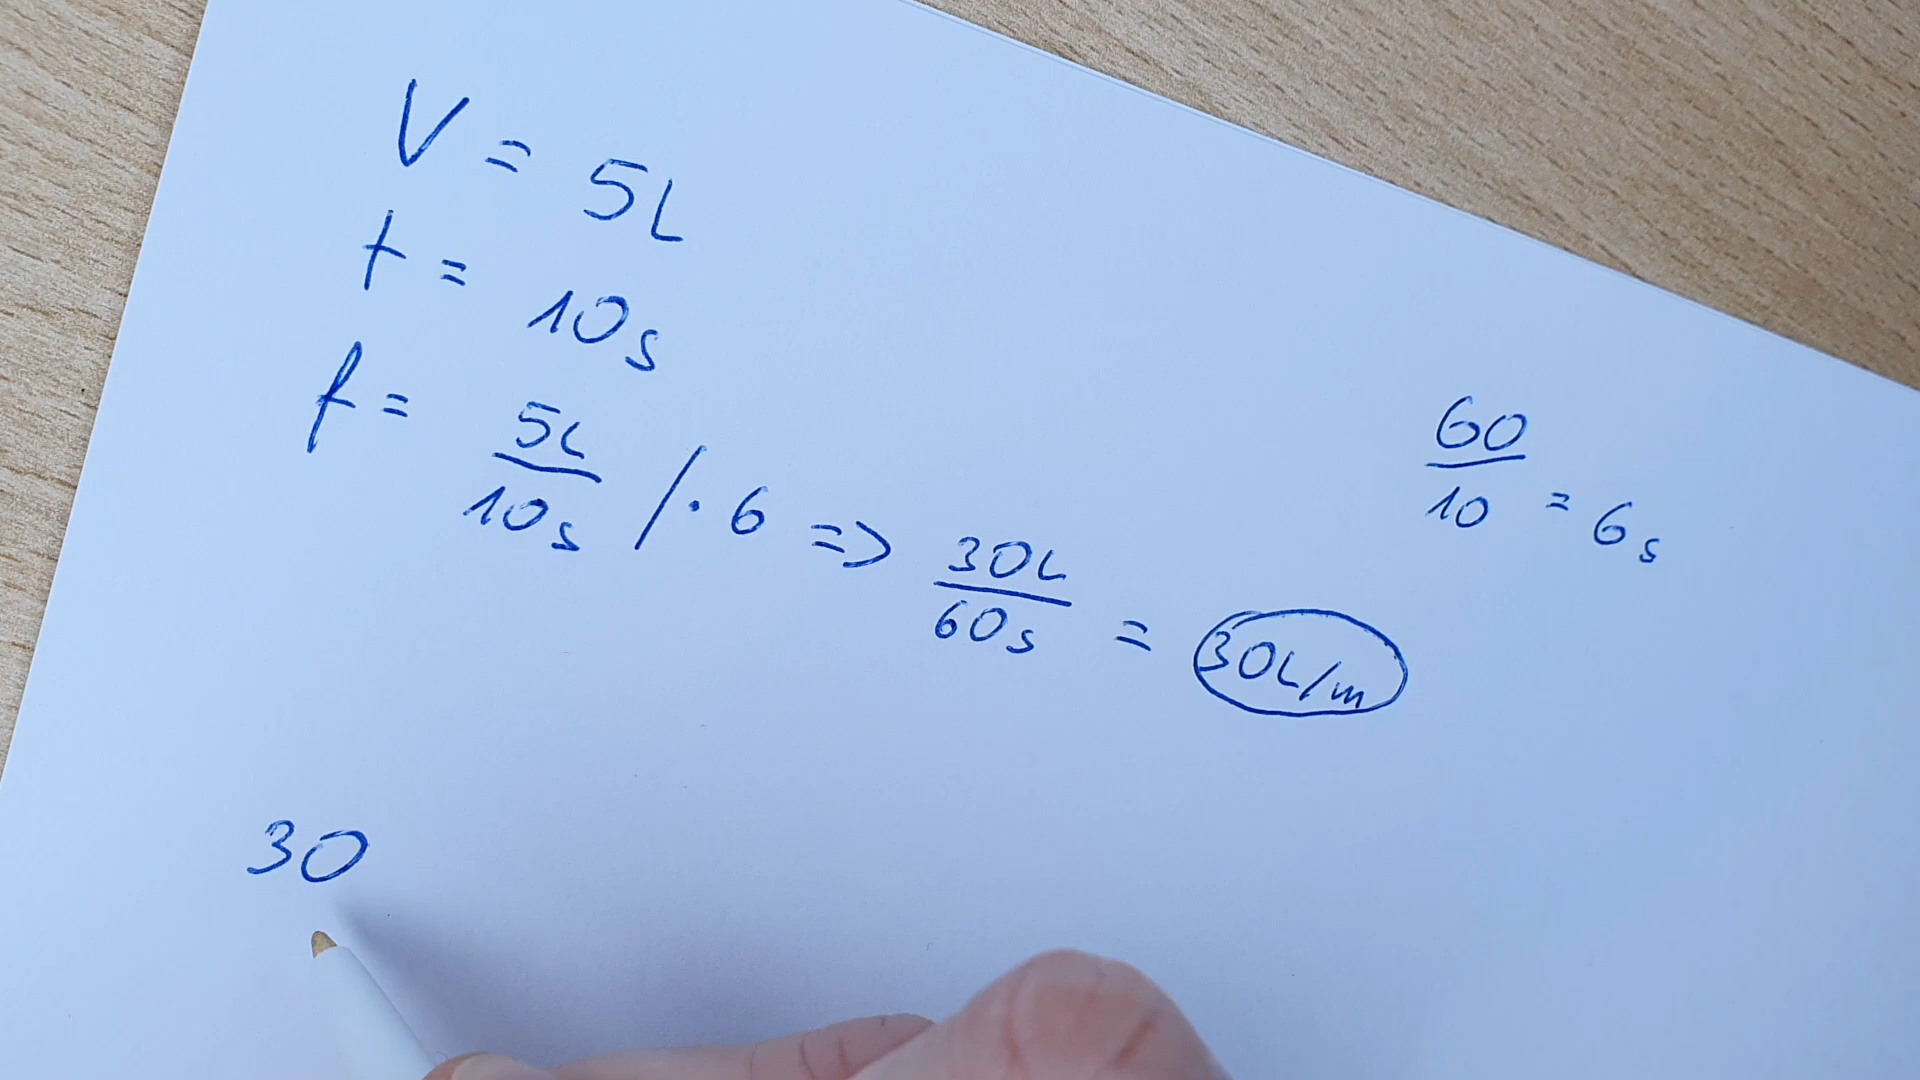 V = 5L
t = 10s
f = 5L/10s /·6 => 30L/60s = 30L/m
60/10 = 6s
30